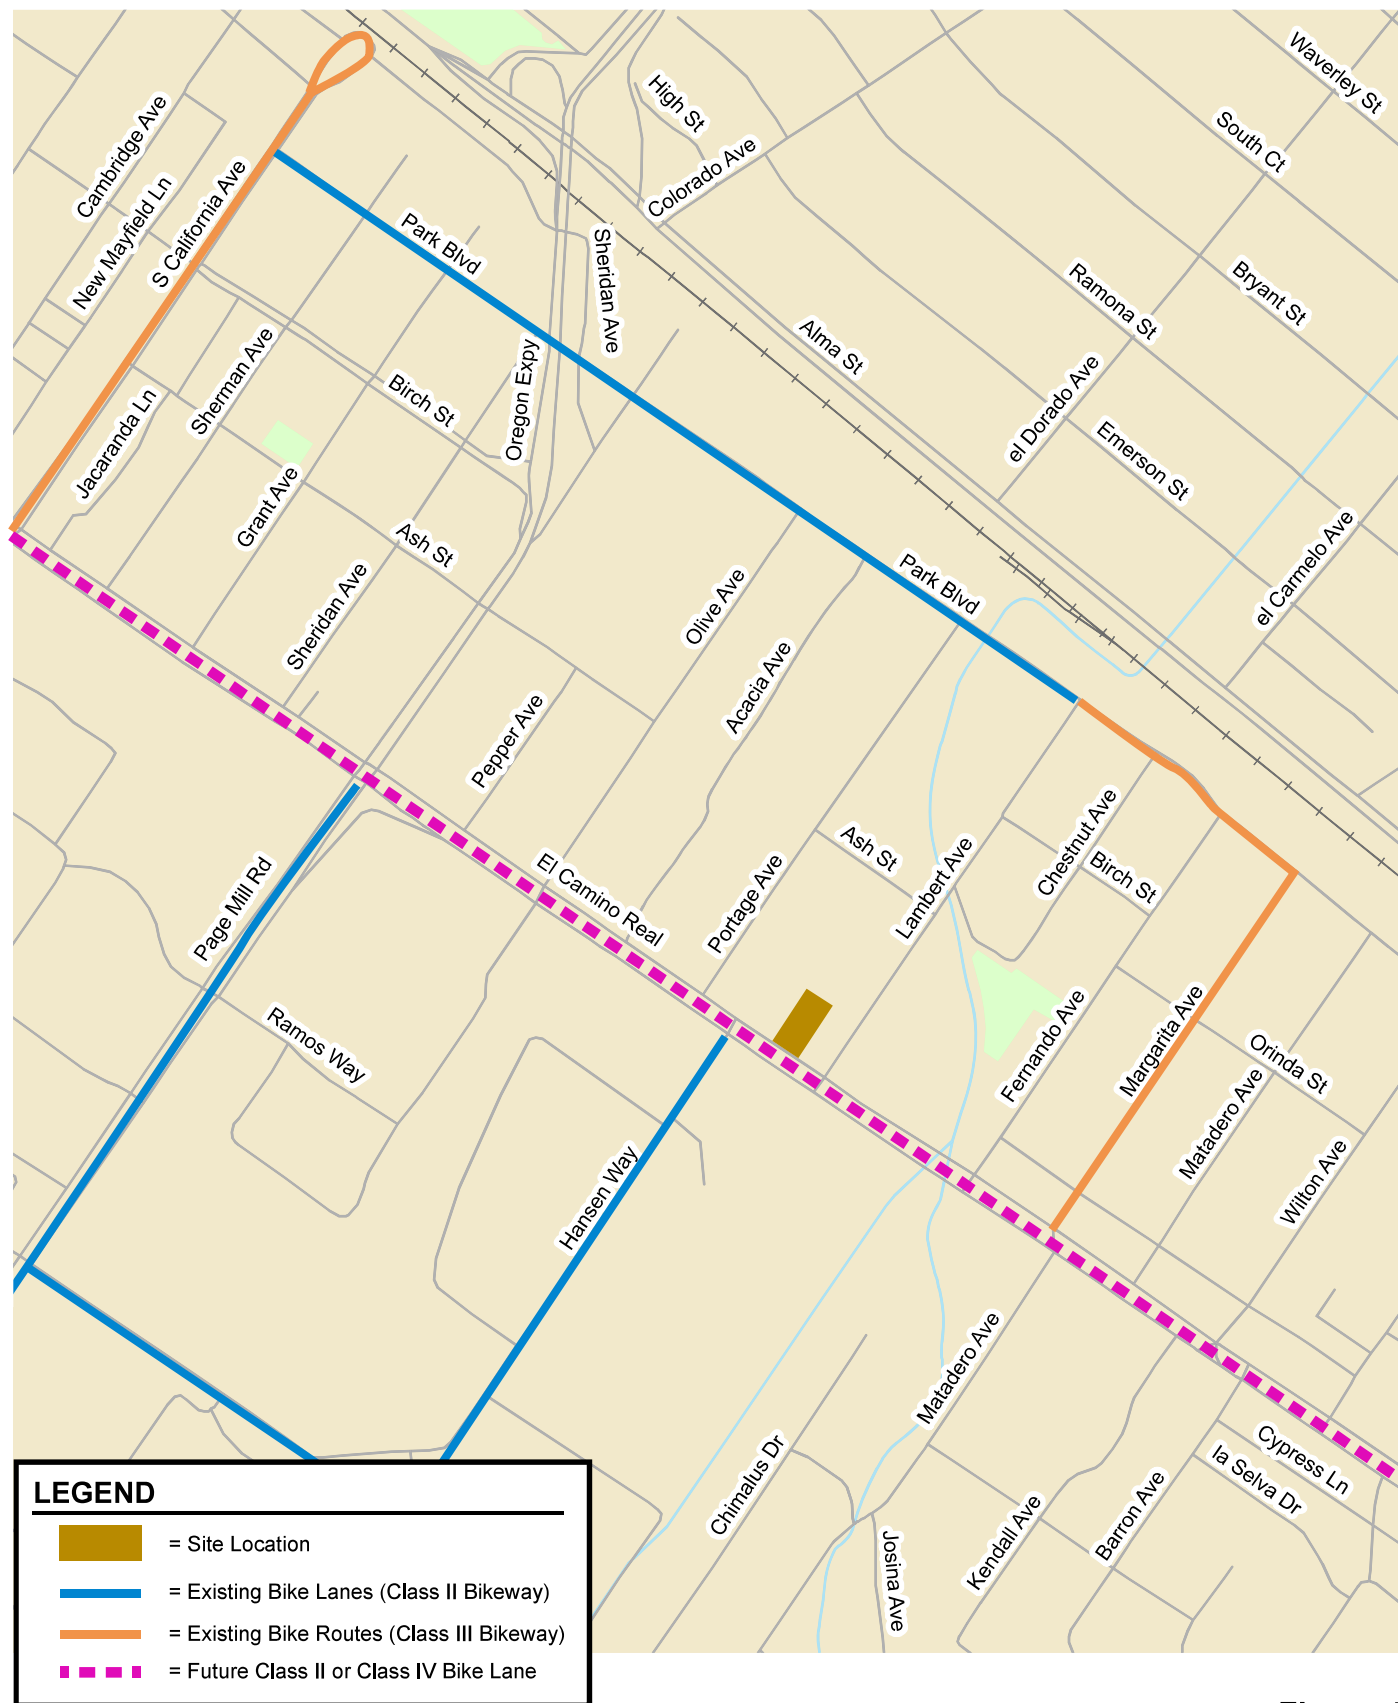 Waverley St
High St
Cambridge Ave
South Ct
Colorado Ave
New Mayfield Ln
S California Ave
Park Blvd
Sheridan Ave
Bryant St
Ramona St
Alma St
Sherman Ave
Oregon Expy
Birch St
el Dorado Ave
Jacaranda Ln
Emerson St
Grant Ave
Ash St
el Carmelo Ave
Park Blvd
Olive Ave
Sheridan Ave
Acacia Ave
Pepper Ave
Chestnut Ave
Ash St
Birch St
Lambert Ave
El Camino Real
Portage Ave
Page Mill Rd
Ramos Way
Fernando Ave
Margarita Ave
Orinda St
Matadero Ave
Hansen Way
Wilton Ave
Matadero Ave
Chimalus Dr
Cypress Ln
la Selva Dr
Barron Ave
Kendall Ave
Josina Ave
LEGEND
= Site Location
= Existing Bike Lanes (Class II Bikeway)
= Existing Bike Routes (Class III Bikeway)
= Future Class II or Class IV Bike Lane